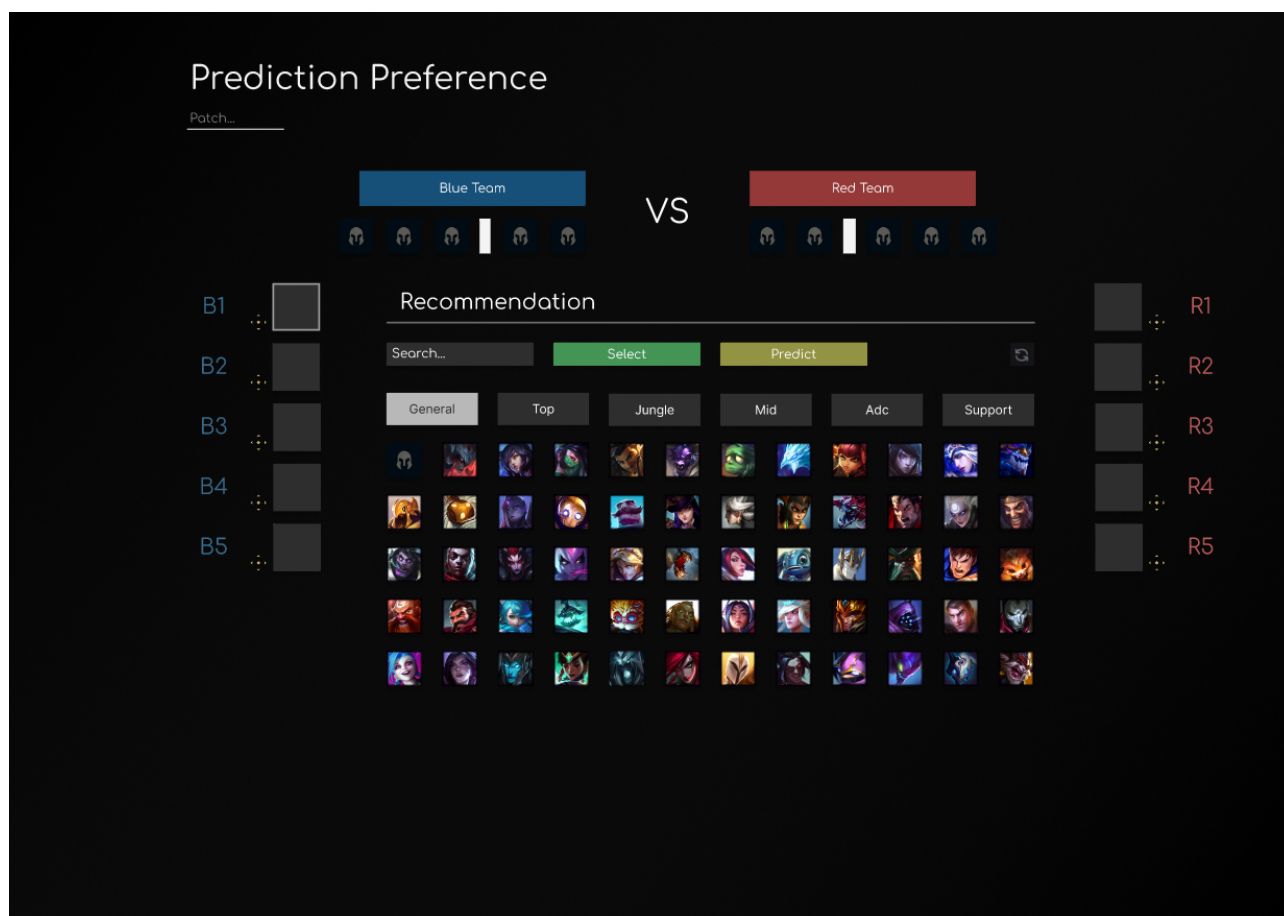 Prediction Preference
Patch...
Blue Team
VS
Red Team
B1
B2
B3
B4
B5
Recommendation
Search...
Select
Predict
General
Top
Jungle
Mid
Adc
Support
R1
R2
R3
R4
R5